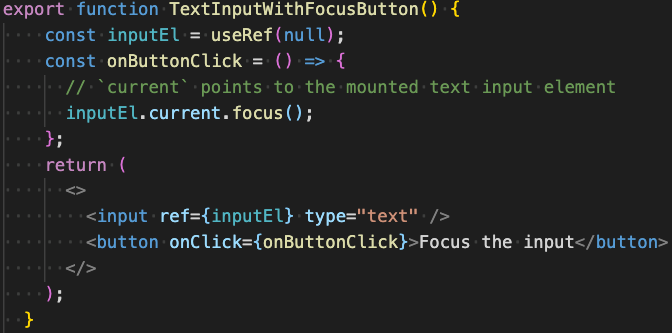 export function TextInputWithFocusButton() {
    const inputEl = useRef(null);
    const onButtonClick = () => {
      // `current` points to the mounted text input element
      inputEl.current.focus();
    };
    return (
      <>
        <input ref={inputEl} type="text" />
        <button onClick={onButtonClick}>Focus the input</button>
      </>
    );
  }